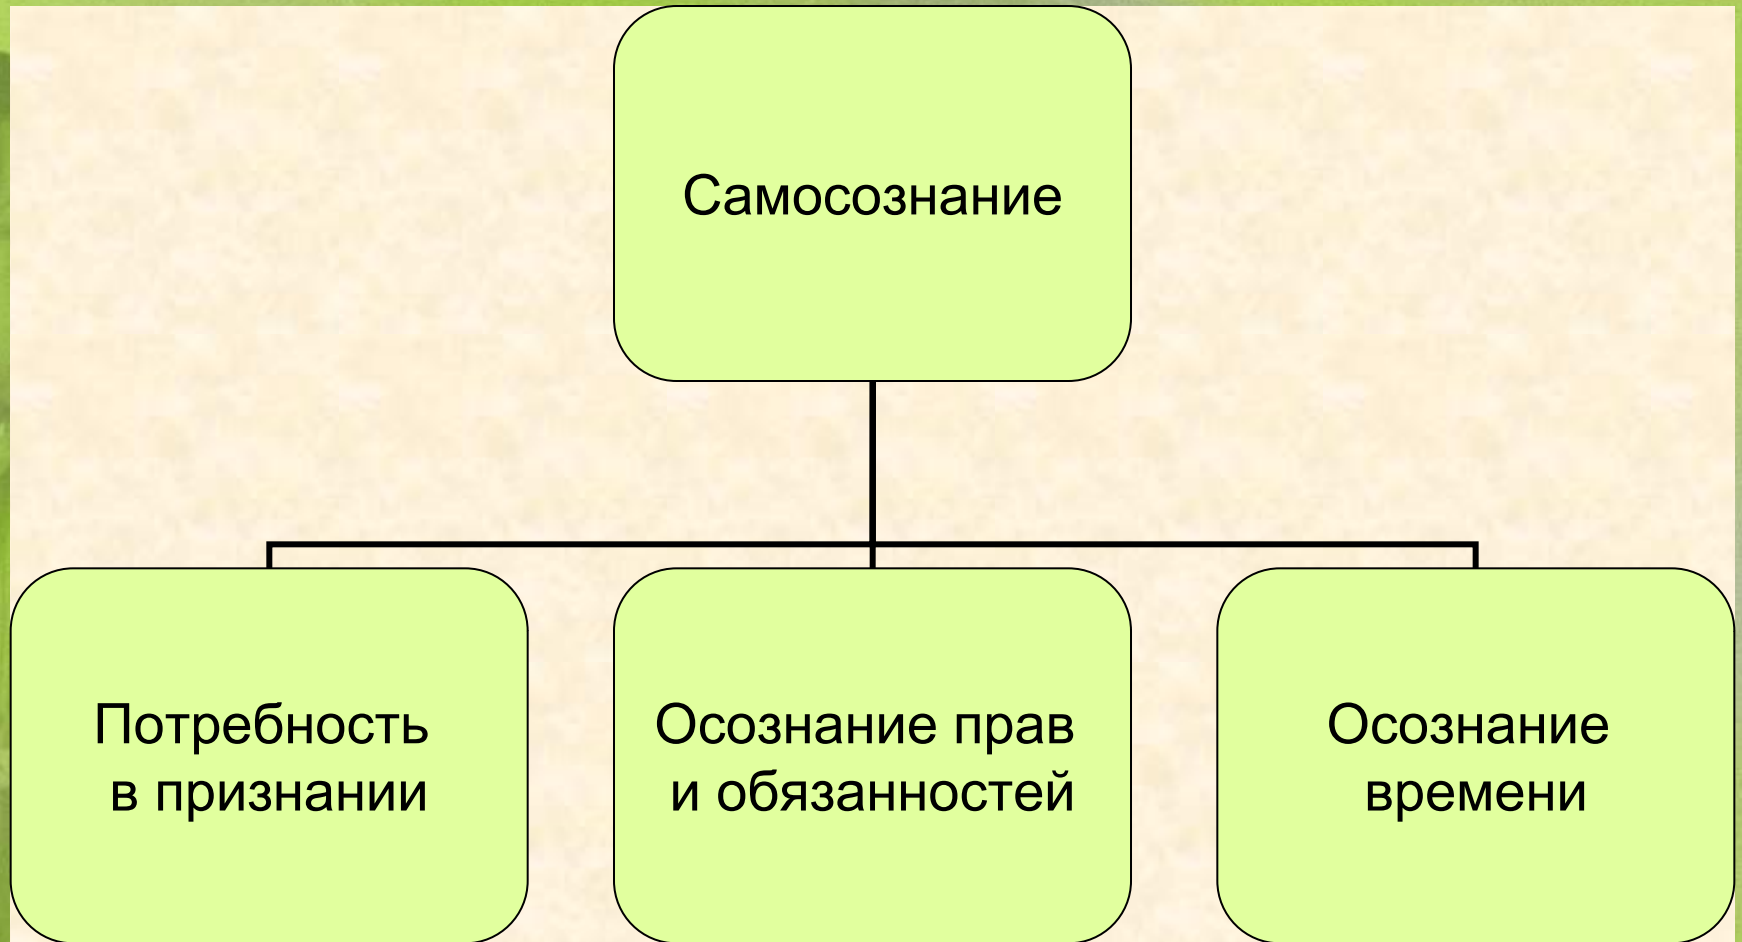 Самосознание
Потребность
в признании
Осознание прав
и обязанностей
Осознание
времени